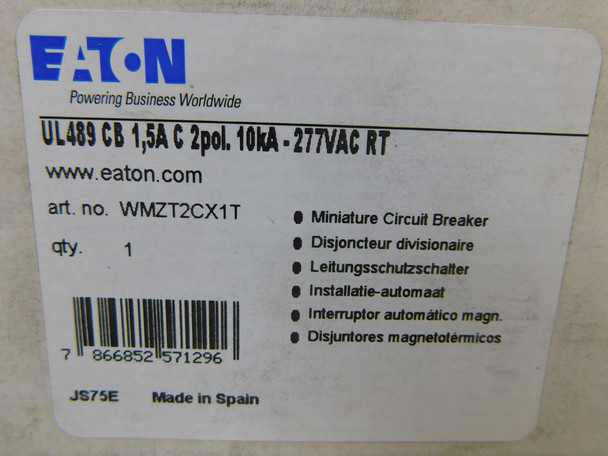 EATON
Powering Business Worldwide
UL489 CB 1,5A C 2pol. 10kA - 277VAC RT
www.eaton.com
art. no. WMZT2CX1T
qty. 1
● Miniature Circuit Breaker
● Disjoncteur divisionaire
● Leitungsschutzschalter
● Installatie-automaat
● Interruptor automático magn.
● Disjuntores magnetotérmicos
7 866852 571296
JS75E Made in Spain